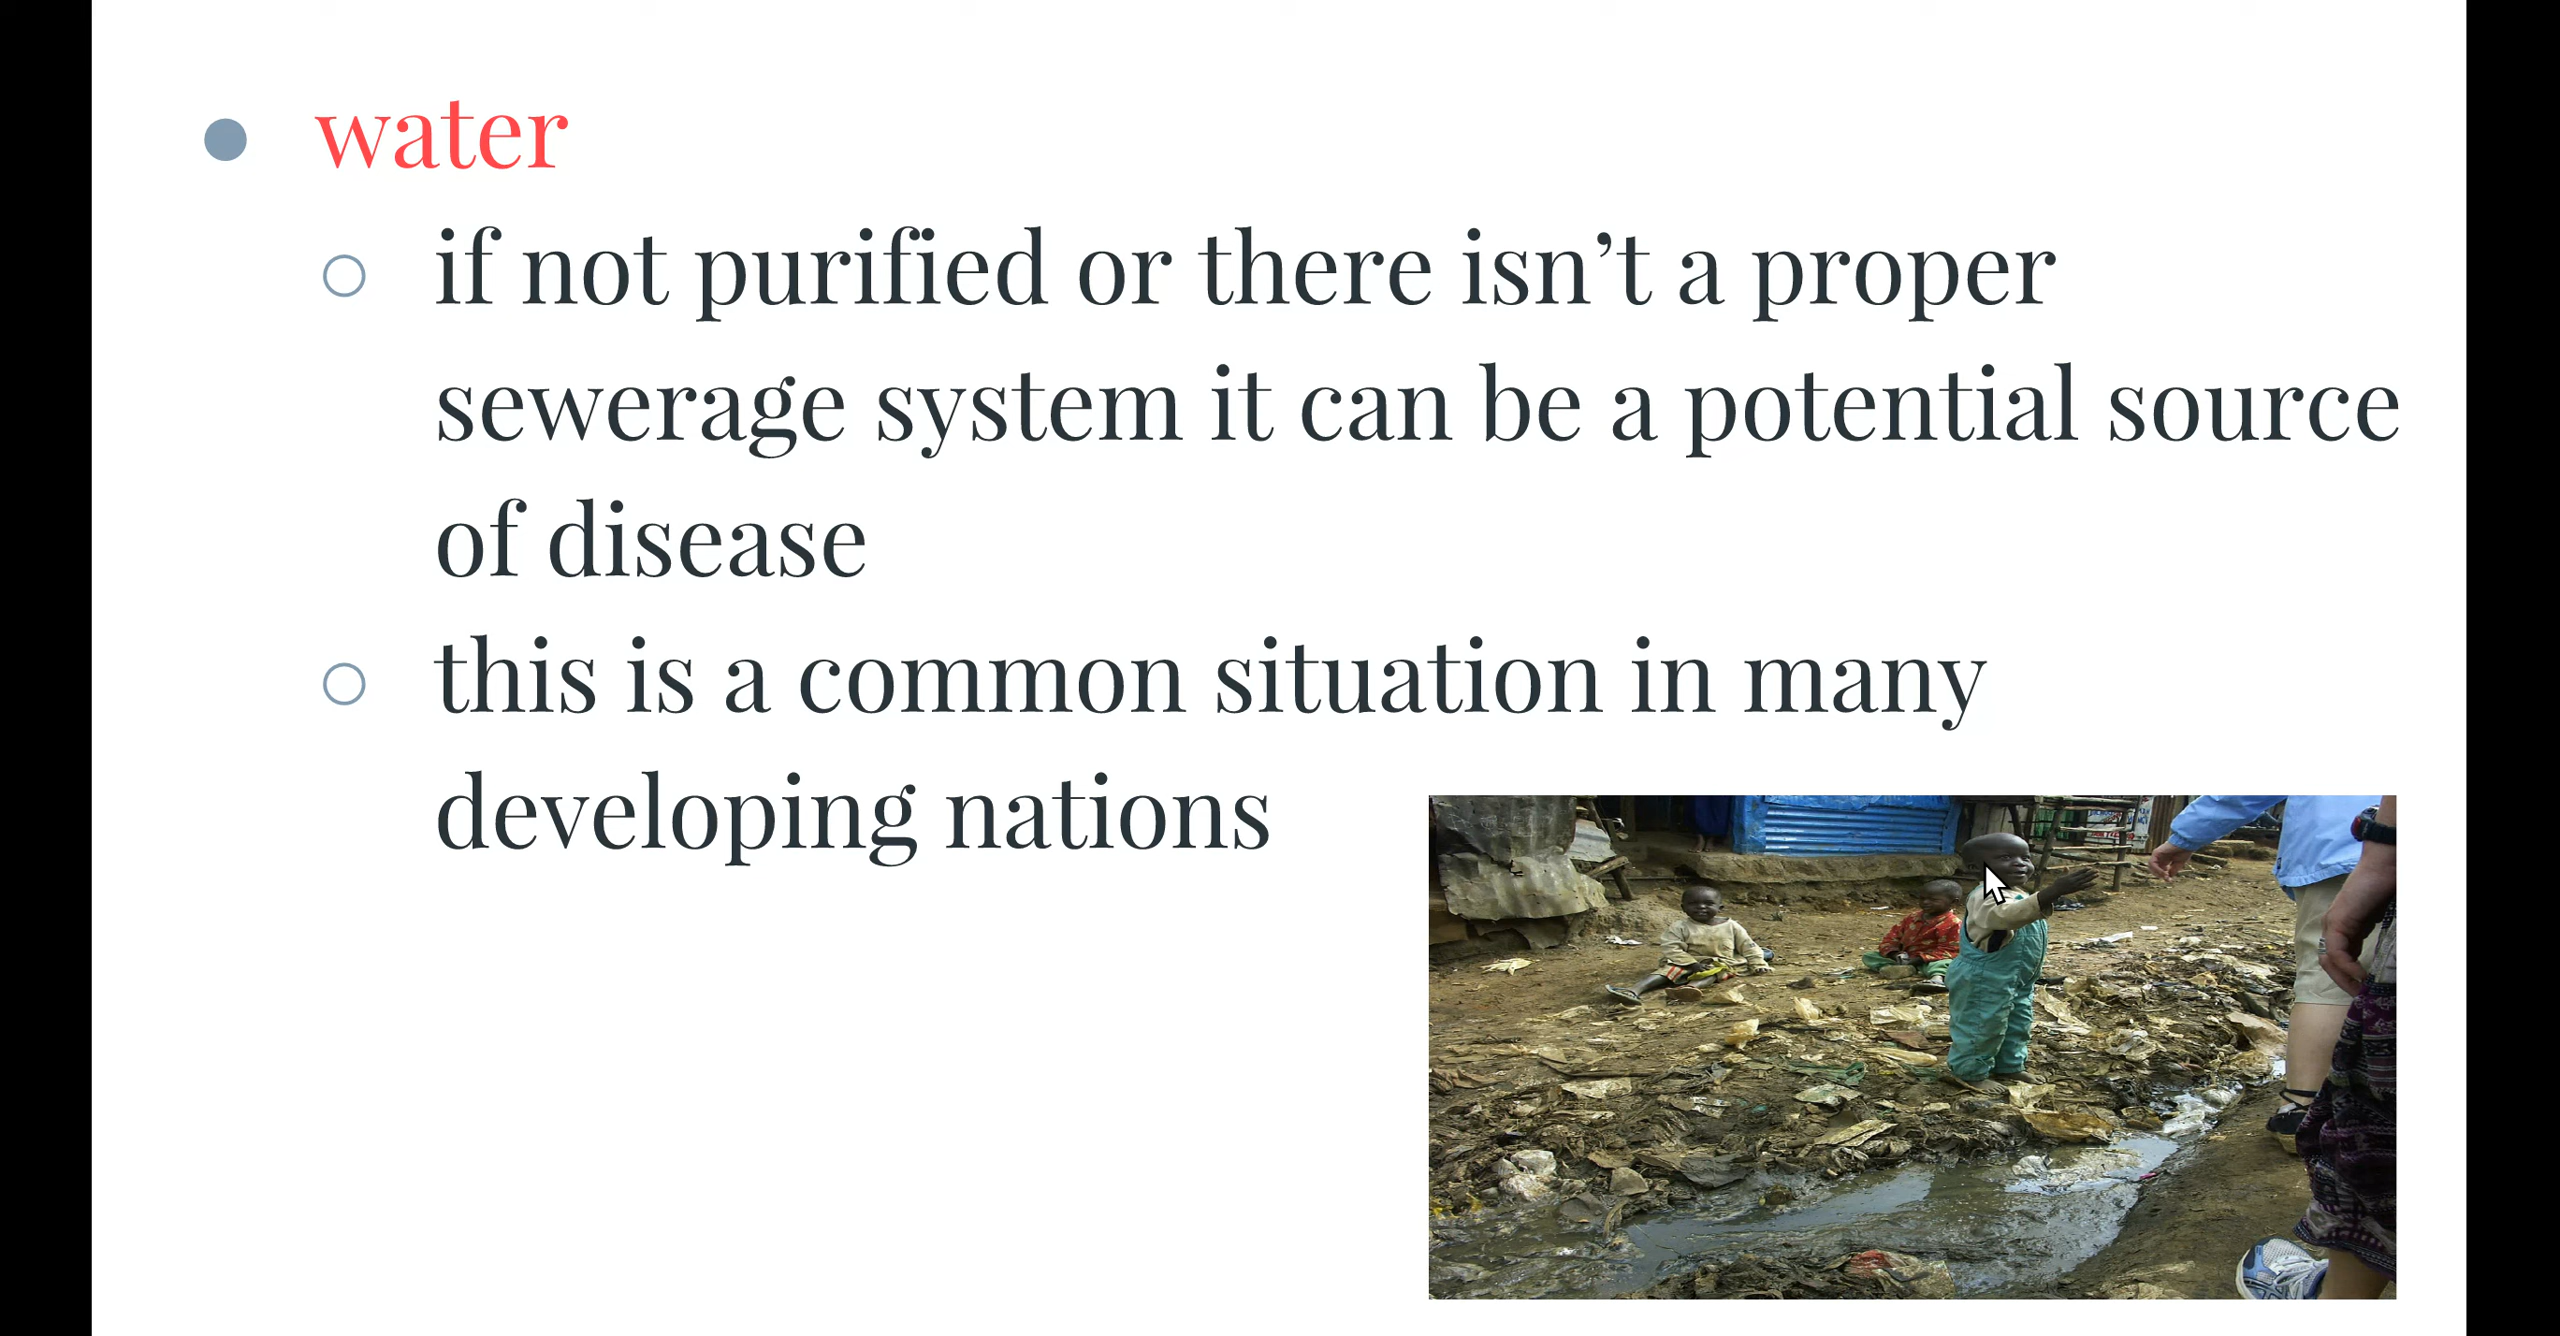 water
if not purified or there isn’t a proper
sewerage system it can be a potential source
of disease
this is a common situation in many
developing nations